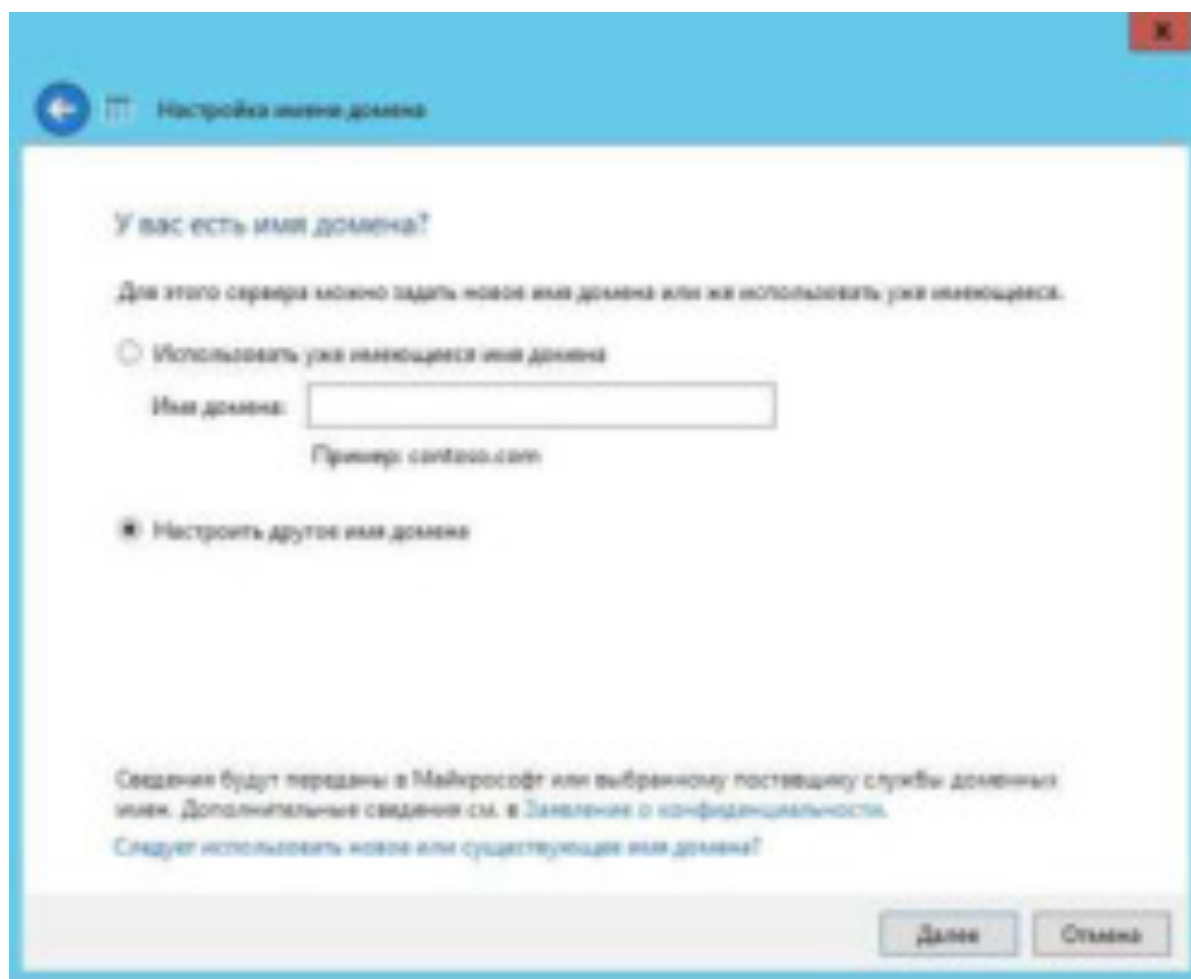 Настройка имени домена
У вас есть имя домена?
Для этого сервера можно задать новое имя домена или же использовать уже имеющееся.
Использовать уже имеющееся имя домена
Имя домена:
Пример: contoso.com
Настроить другое имя домена
Сведения будут переданы в Майкрософт или выбранному поставщику службы доменных
имен. Дополнительные сведения см. в Заявление о конфиденциальности.
Следует использовать новое или существующее имя домена?
Далее Отмена